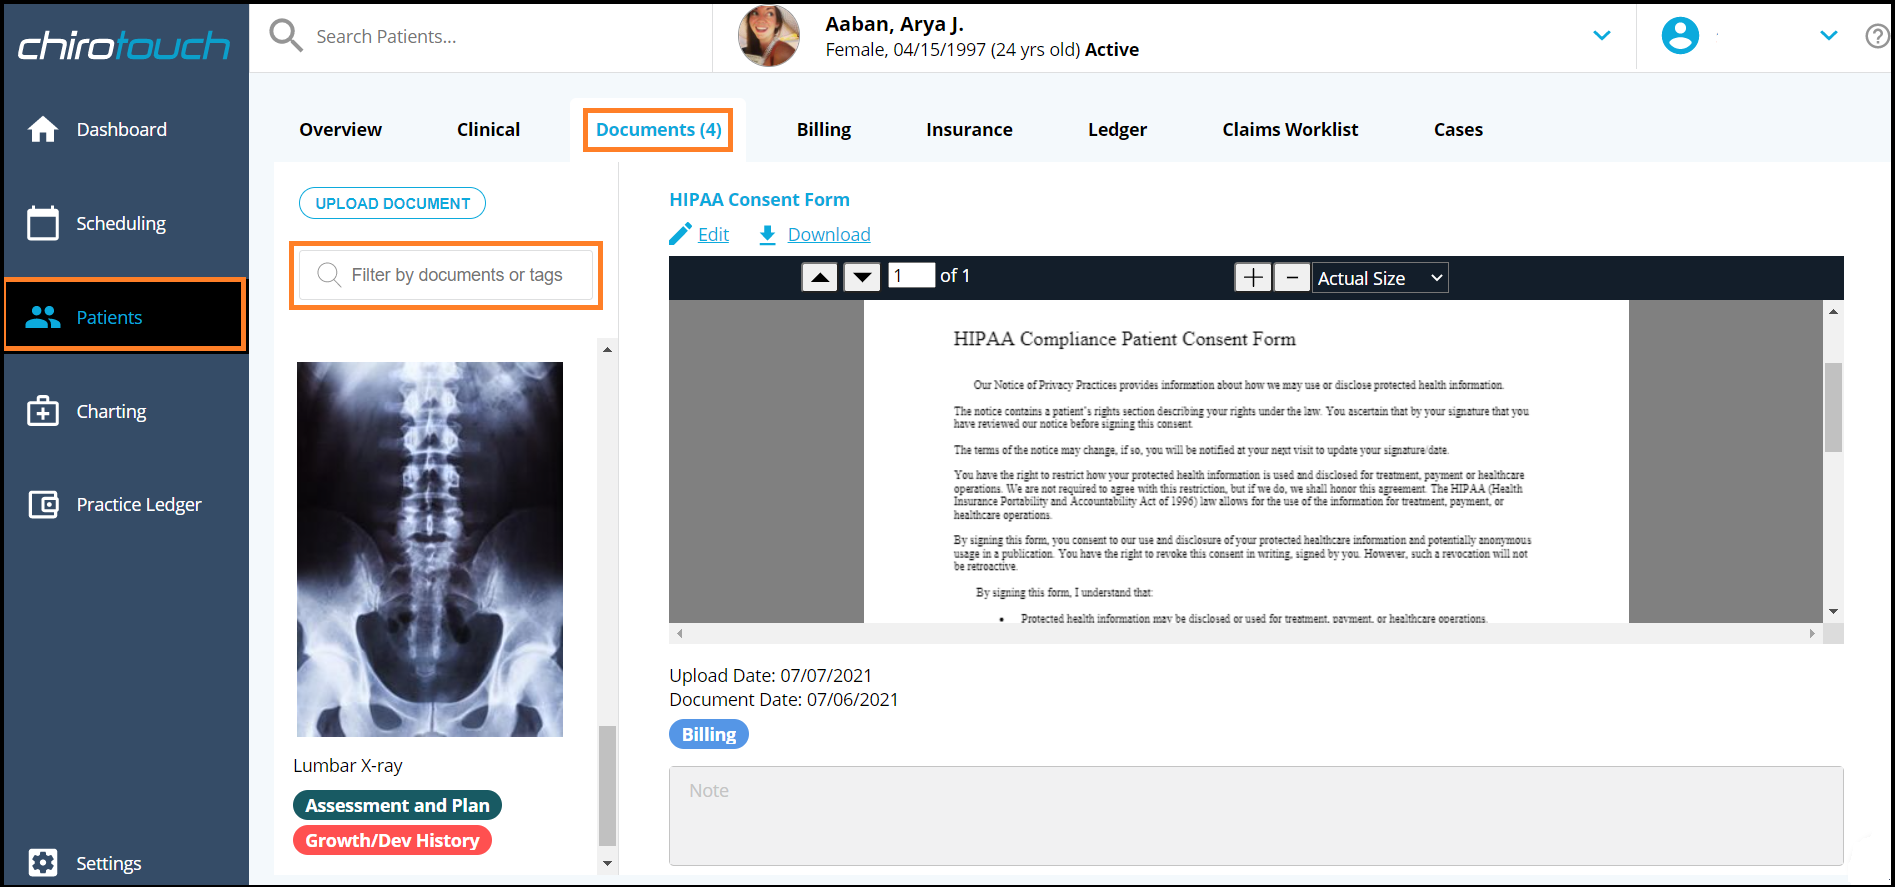 chirotouch
Search Patients...
Aaban, Arya J.
Female, 04/15/1997 (24 yrs old) Active
?
Dashboard
Scheduling
Patients
Charting
Practice Ledger
Settings
Overview
Clinical
Documents (4)
Billing
Insurance
Ledger
Claims Worklist
Cases
UPLOAD DOCUMENT
Filter by documents or tags
Lumbar X-ray
Assessment and Plan
Growth/Dev History
HIPAA Consent Form
Edit
Download
1 of 1
Actual Size
HIPAA Compliance Patient Consent Form
Our Notice of Privacy Practices provides information about how we may use or disclose protected health information.
The notice contains a patient's rights section describing your rights under the law. You ascertain that by your signature that you
have reviewed our notice before signing this consent.
The terms of the notice may change, if so, you will be notified at your next visit to update your signature/date.
You have the right to restrict how your protected health information is used and disclosed for treatment, payment or healthcare
operations. We are not required to agree with this restriction, but if we do, we shall honor this agreement. The HIPAA (Health
Insurance Portability and Accountability Act of 1996) law allows for the use of the information for treatment, payment, or
healthcare operations.
By signing this form, you consent to our use and disclosure of your protected healthcare information and potentially anonymous
usage in a publication. You have the right to revoke this consent in writing, signed by you. However, such a revocation will not
be retroactive.
By signing this form, I understand that:
• Protected health information may be disclosed or used for treatment, payment, or healthcare operations.
Upload Date: 07/07/2021
Document Date: 07/06/2021
Billing
Note